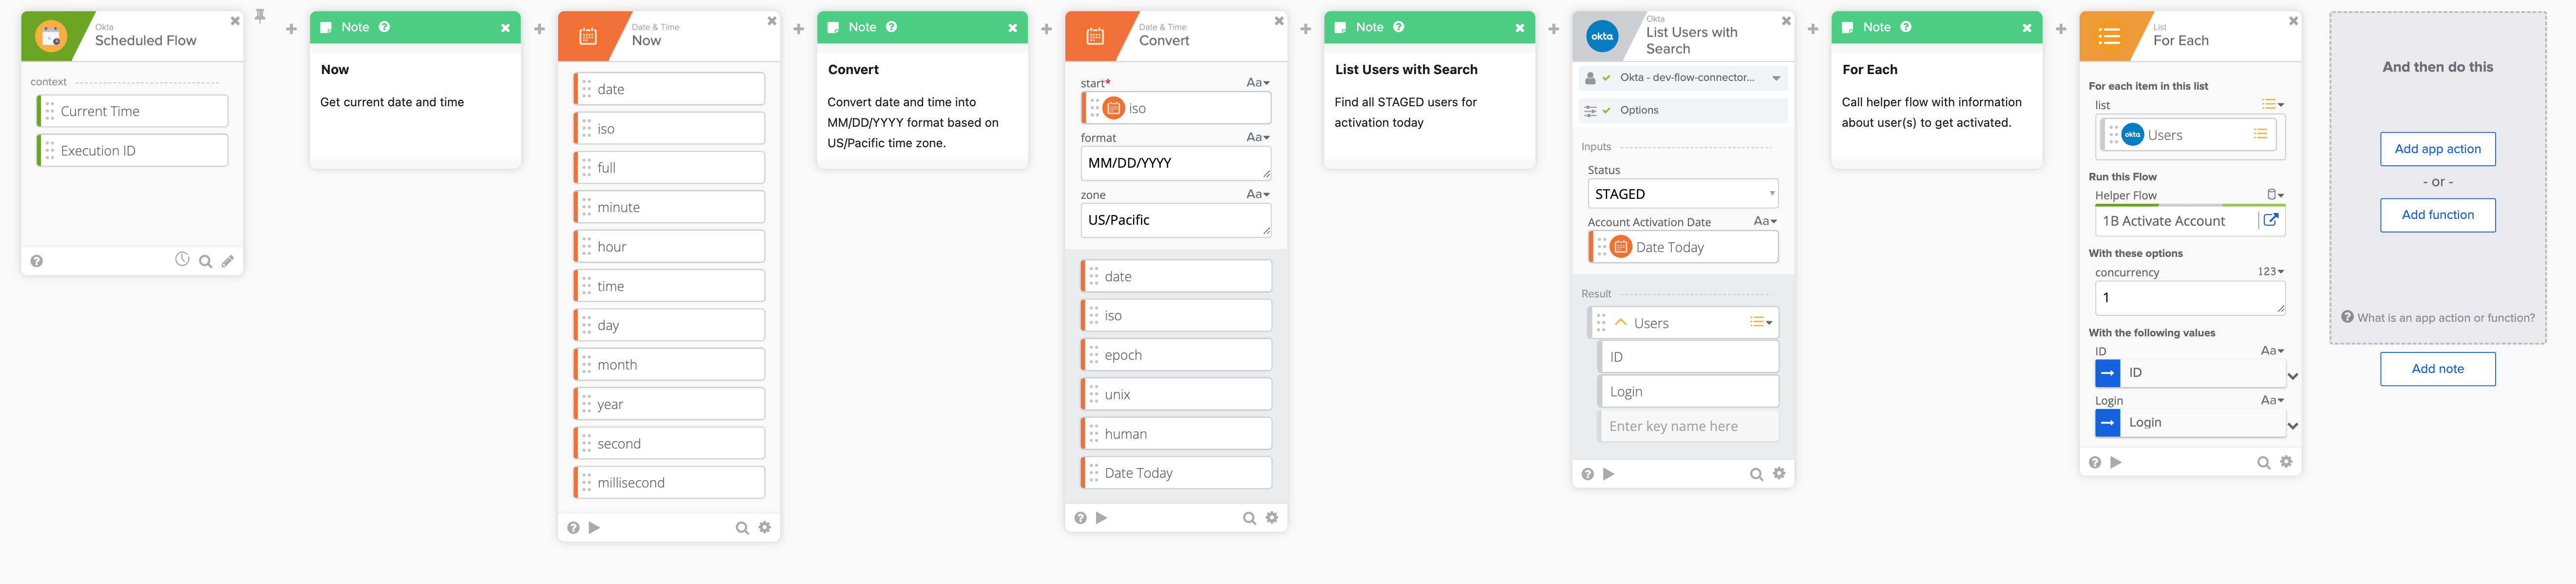 Okta
Scheduled Flow
context
Current Time
Execution ID
Note
Now
Get current date and time
Date & Time
Now
date
iso
full
minute
hour
time
day
month
year
second
millisecond
Note
Convert
Convert date and time into
MM/DD/YYYY format based on
US/Pacific time zone.
Date & Time
Convert
start*
Aa
iso
format
Aa
MM/DD/YYYY
zone
Aa
US/Pacific
date
iso
epoch
unix
human
Date Today
Note
List Users with Search
Find all STAGED users for
activation today
okta
Okta
List Users with
Search
Okta - dev-flow-connector...
Options
Inputs
Status
STAGED
Account Activation Date
Aa
Date Today
Result
Users
ID
Login
Enter key name here
Note
For Each
Call helper flow with information
about user(s) to get activated.
List
For Each
For each item in this list
list
okta
Users
Run this Flow
Helper Flow
1B Activate Account
With these options
concurrency
123
1
With the following values
ID
Aa
ID
Login
Aa
Login
And then do this
Add app action
- or -
Add function
What is an app action or function?
Add note